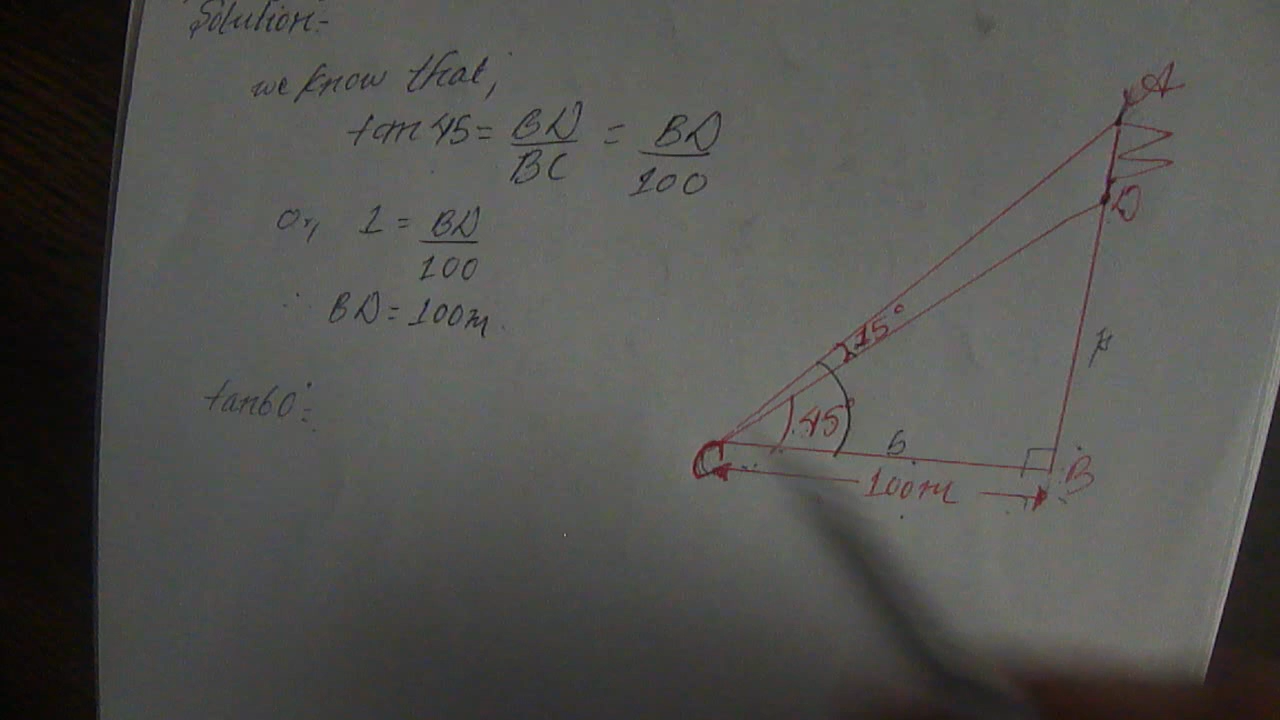 Solution:-
we know that,
tan 45 = BD/BC = BD/100
Or, 1 = BD/100
∴ BD = 100m.
tan60° =
A
D
15°
45°
p
b
C
B
100m